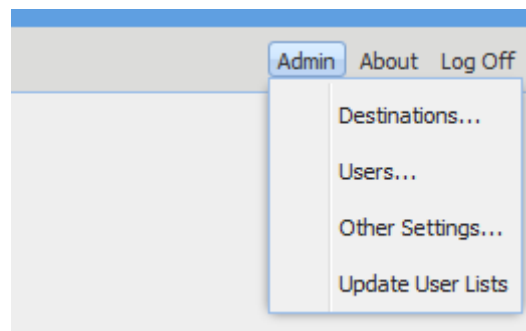 Admin About Log Off
Destinations...
Users...
Other Settings...
Update User Lists